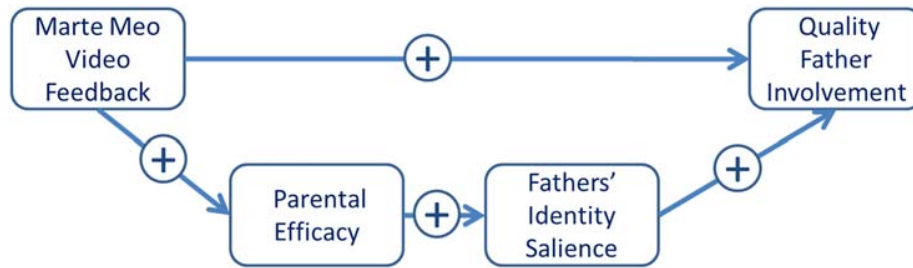 Marte Meo
Video
Feedback
+
Quality
Father
Involvement
+
Parental
Efficacy
+
Fathers'
Identity
Salience
+